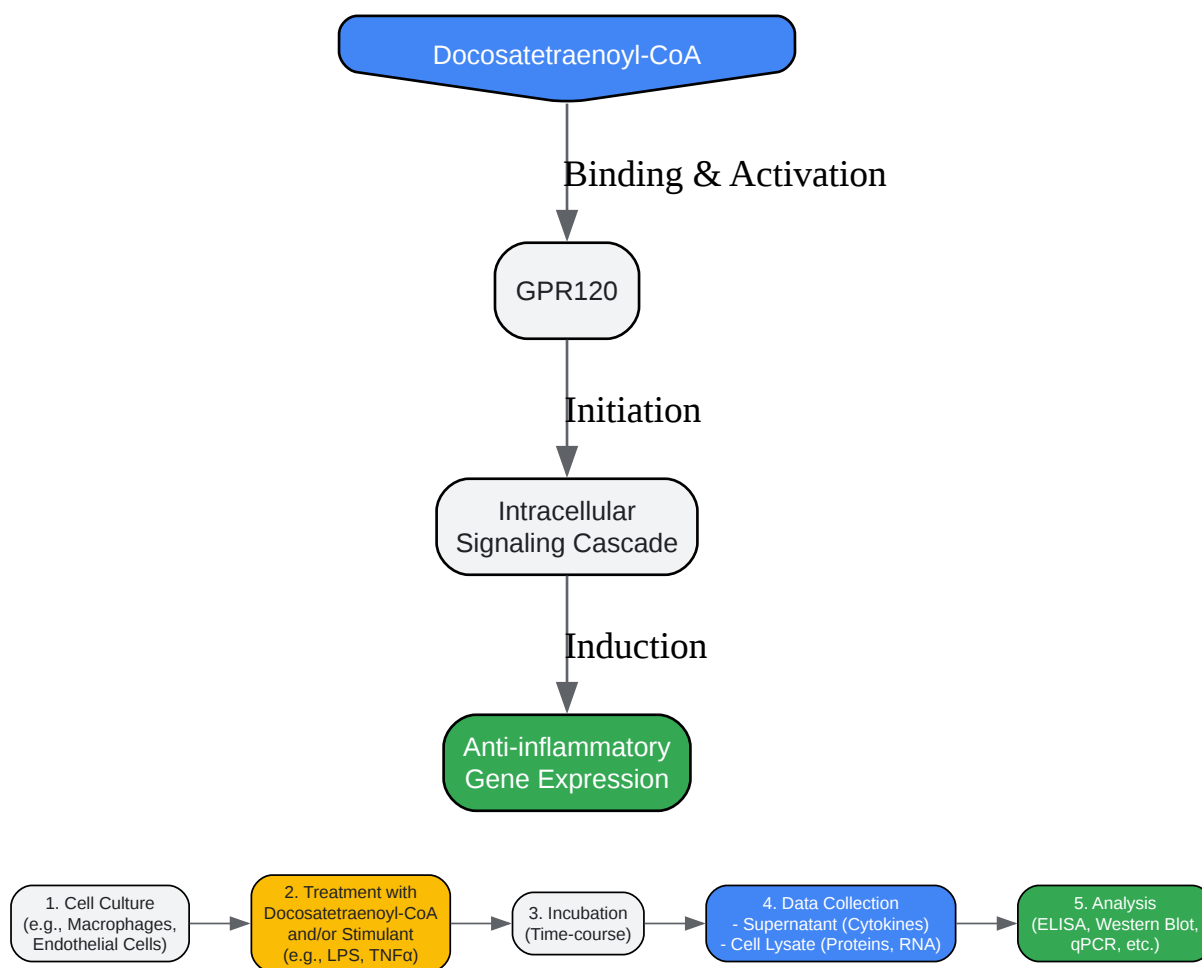 Docosatetraenoyl-CoA
Binding & Activation
GPR120
Initiation
Intracellular
Signaling Cascade
Induction
Anti-inflammatory
Gene Expression
1. Cell Culture
(e.g., Macrophages,
Endothelial Cells)
2. Treatment with
Docosatetraenoyl-CoA
and/or Stimulant
(e.g., LPS, TNFα)
3. Incubation
(Time-course)
4. Data Collection
- Supernatant (Cytokines)
- Cell Lysate (Proteins, RNA)
5. Analysis
(ELISA, Western Blot,
qPCR, etc.)